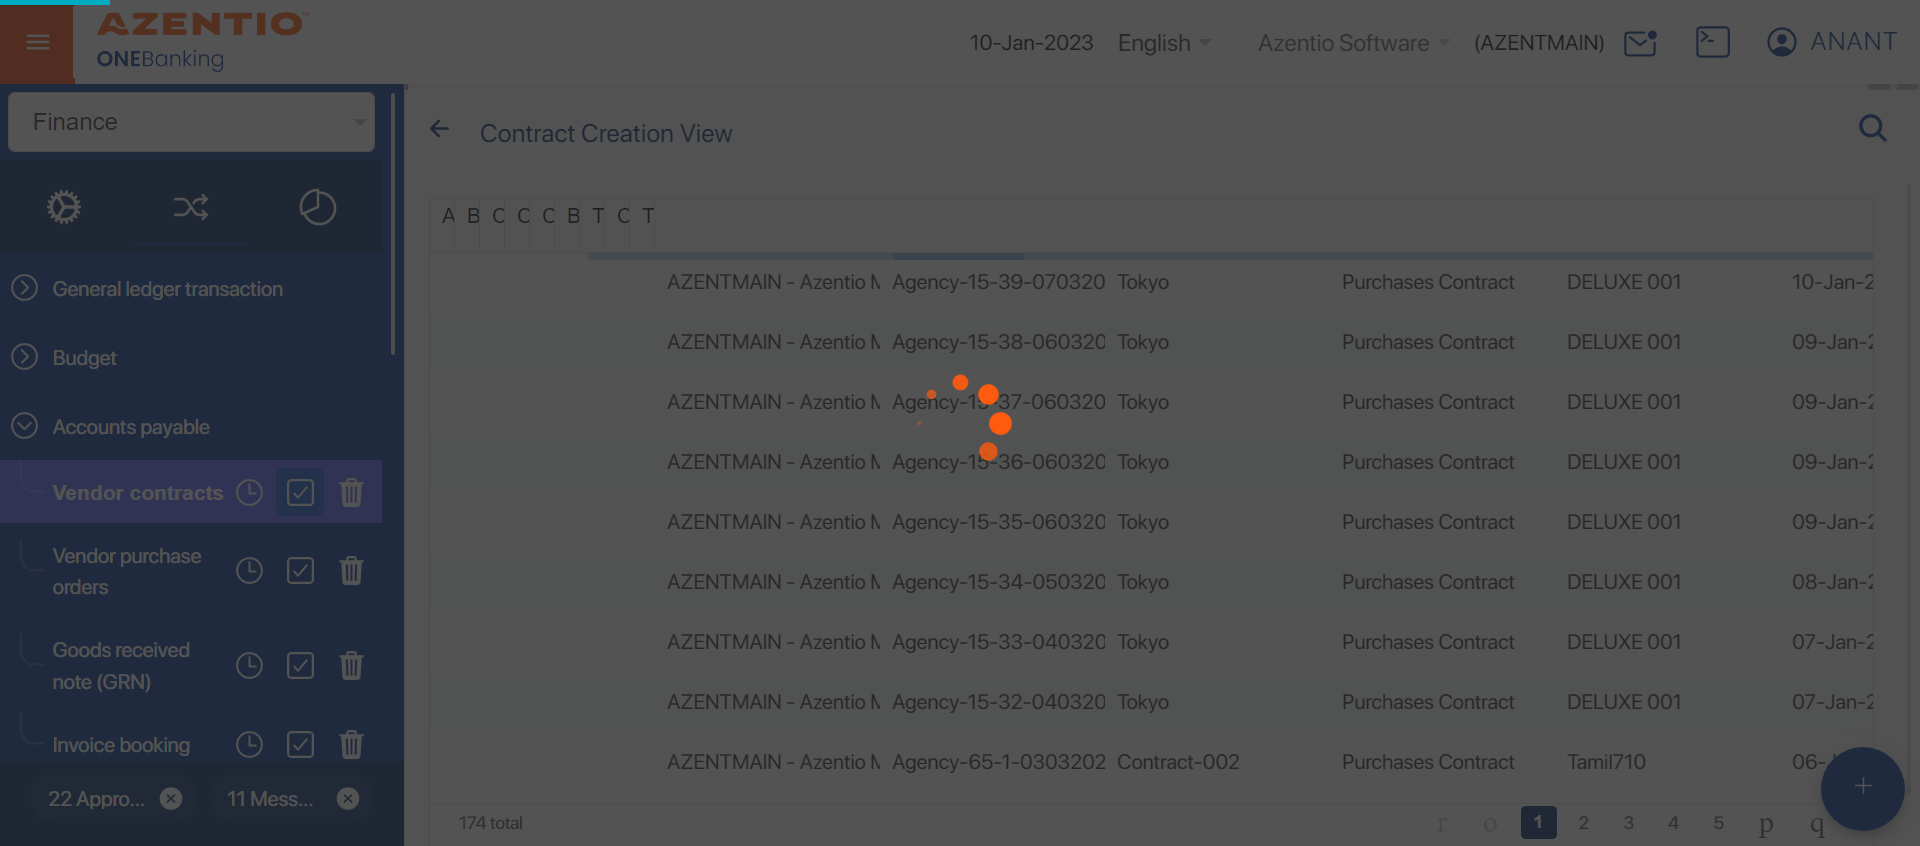 AZENTIO™
ONEBanking
10-Jan-2023 English Azentio Software (AZENTMAIN) ANANT
Finance
General ledger transaction
Budget
Accounts payable
Vendor contracts
Vendor purchase
orders
Goods received
note (GRN)
Invoice booking
22 Appro...
11 Mess...
Contract Creation View
A B C C C B T C T
AZENTMAIN - Azentio M Agency-15-39-070320 Tokyo Purchases Contract DELUXE 001 10-Jan-2
AZENTMAIN - Azentio M Agency-15-38-060320 Tokyo Purchases Contract DELUXE 001 09-Jan-2
AZENTMAIN - Azentio M Agency-15-37-060320 Tokyo Purchases Contract DELUXE 001 09-Jan-2
AZENTMAIN - Azentio M Agency-15-36-060320 Tokyo Purchases Contract DELUXE 001 09-Jan-2
AZENTMAIN - Azentio M Agency-15-35-060320 Tokyo Purchases Contract DELUXE 001 09-Jan-2
AZENTMAIN - Azentio M Agency-15-34-050320 Tokyo Purchases Contract DELUXE 001 08-Jan-2
AZENTMAIN - Azentio M Agency-15-33-040320 Tokyo Purchases Contract DELUXE 001 07-Jan-2
AZENTMAIN - Azentio M Agency-15-32-040320 Tokyo Purchases Contract DELUXE 001 07-Jan-2
AZENTMAIN - Azentio M Agency-65-1-0303202 Contract-002 Purchases Contract Tamil710 06-J
174 total
r o 1 2 3 4 5 p q